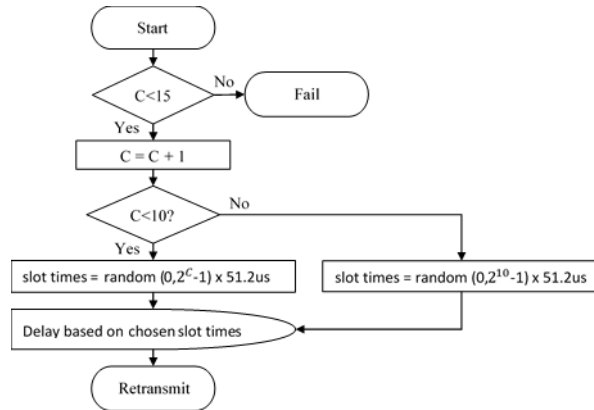 Start
C<15
No
Fail
Yes
C = C + 1
C<10?
No
Yes
slot times = random (0,2^C-1) x 51.2us
slot times = random (0,2^10-1) x 51.2us
Delay based on chosen slot times
Retransmit